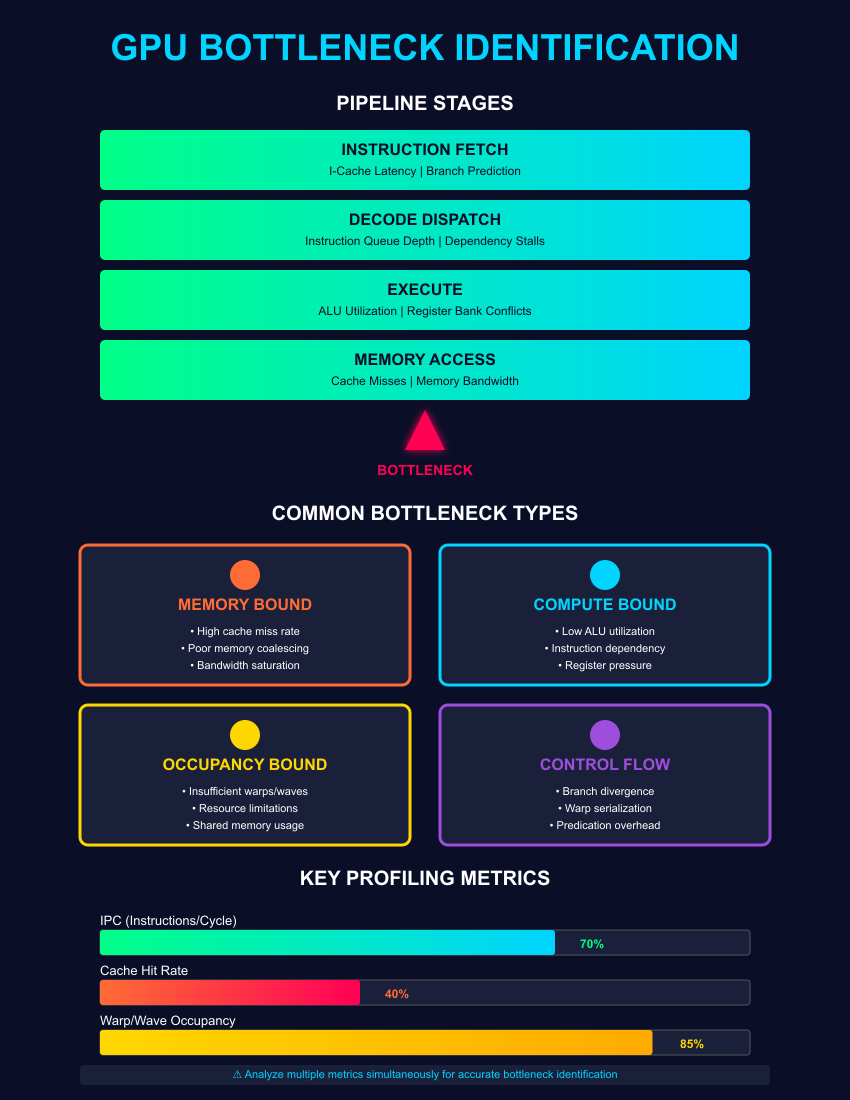 GPU BOTTLENECK IDENTIFICATION
PIPELINE STAGES
INSTRUCTION FETCH
I-Cache Latency | Branch Prediction
DECODE DISPATCH
Instruction Queue Depth | Dependency Stalls
EXECUTE
ALU Utilization | Register Bank Conflicts
MEMORY ACCESS
Cache Misses | Memory Bandwidth
BOTTLENECK
COMMON BOTTLENECK TYPES
MEMORY BOUND
• High cache miss rate
• Poor memory coalescing
• Bandwidth saturation
COMPUTE BOUND
• Low ALU utilization
• Instruction dependency
• Register pressure
OCCUPANCY BOUND
• Insufficient warps/waves
• Resource limitations
• Shared memory usage
CONTROL FLOW
• Branch divergence
• Warp serialization
• Predication overhead
KEY PROFILING METRICS
IPC (Instructions/Cycle)
70%
Cache Hit Rate
40%
Warp/Wave Occupancy
85%
⚠ Analyze multiple metrics simultaneously for accurate bottleneck identification